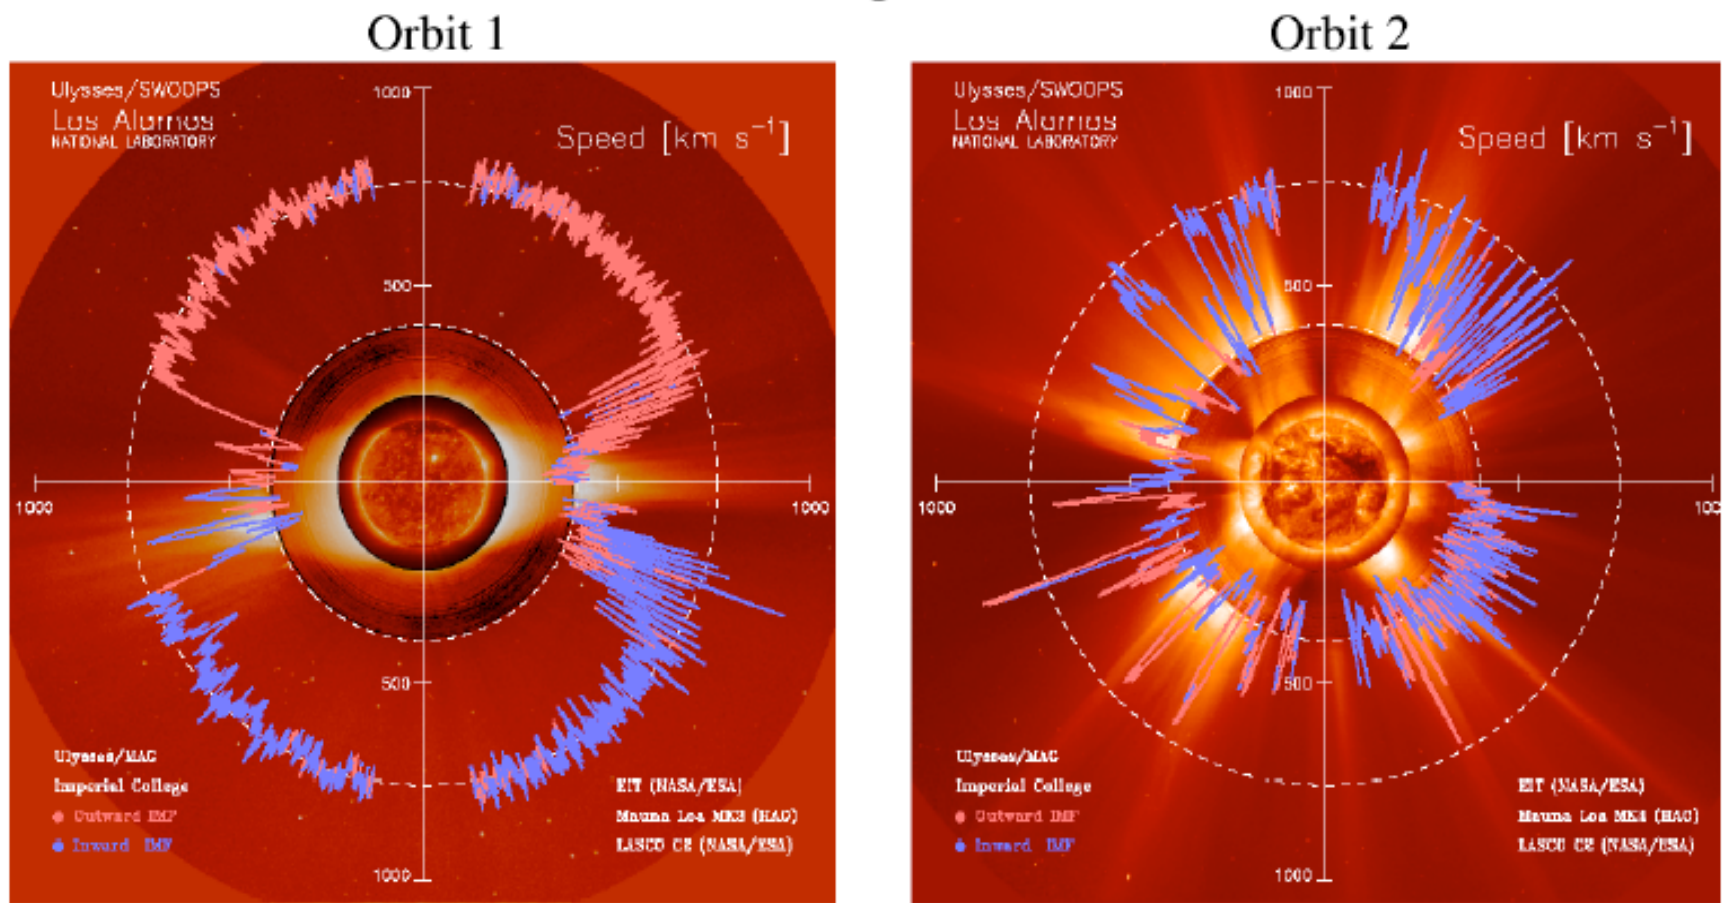 Orbit 1
Ulysses/SWOOPS
Los Alamos
NATIONAL LABORATORY
Speed [km s⁻¹]
1000
500
1000
1000
500
1000
Ulysses/MAG
Imperial College
Outward IMF
Inward IMF
EIT (NASA/ESA)
Mauna Loa MK3 (HAO)
LASCO C2 (NASA/ESA)
Orbit 2
Ulysses/SWOOPS
Los Alamos
NATIONAL LABORATORY
Speed [km s⁻¹]
1000
500
1000
100
500
1000
Ulysses/MAG
Imperial College
Outward IMF
Inward IMF
EIT (NASA/ESA)
Mauna Loa MK3 (HAO)
LASCO C2 (NASA/ESA)